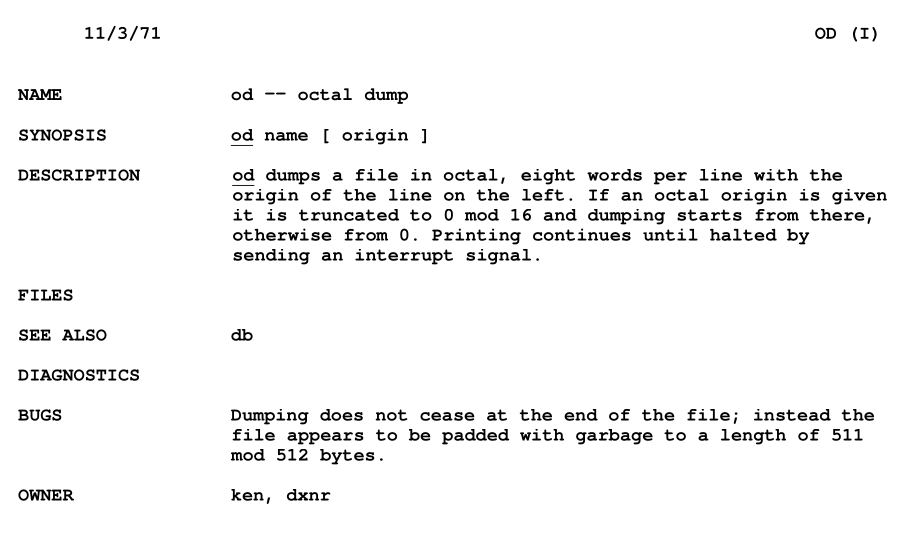 11/3/71 OD (I)
NAME od -- octal dump
SYNOPSIS od name [ origin ]
DESCRIPTION od dumps a file in octal, eight words per line with the
origin of the line on the left. If an octal origin is given
it is truncated to 0 mod 16 and dumping starts from there,
otherwise from 0. Printing continues until halted by
sending an interrupt signal.
FILES
SEE ALSO db
DIAGNOSTICS
BUGS Dumping does not cease at the end of the file; instead the
file appears to be padded with garbage to a length of 511
mod 512 bytes.
OWNER ken, dxnr